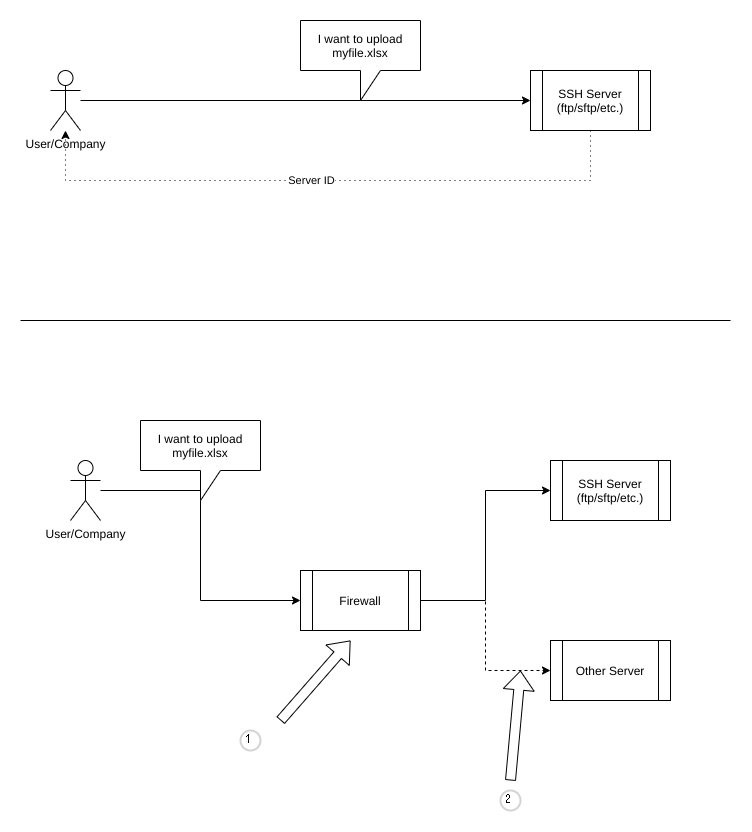 I want to upload
myfile.xlsx
SSH Server
(ftp/sftp/etc.)
User/Company
Server ID
I want to upload
myfile.xlsx
SSH Server
(ftp/sftp/etc.)
User/Company
Firewall
Other Server
1
2